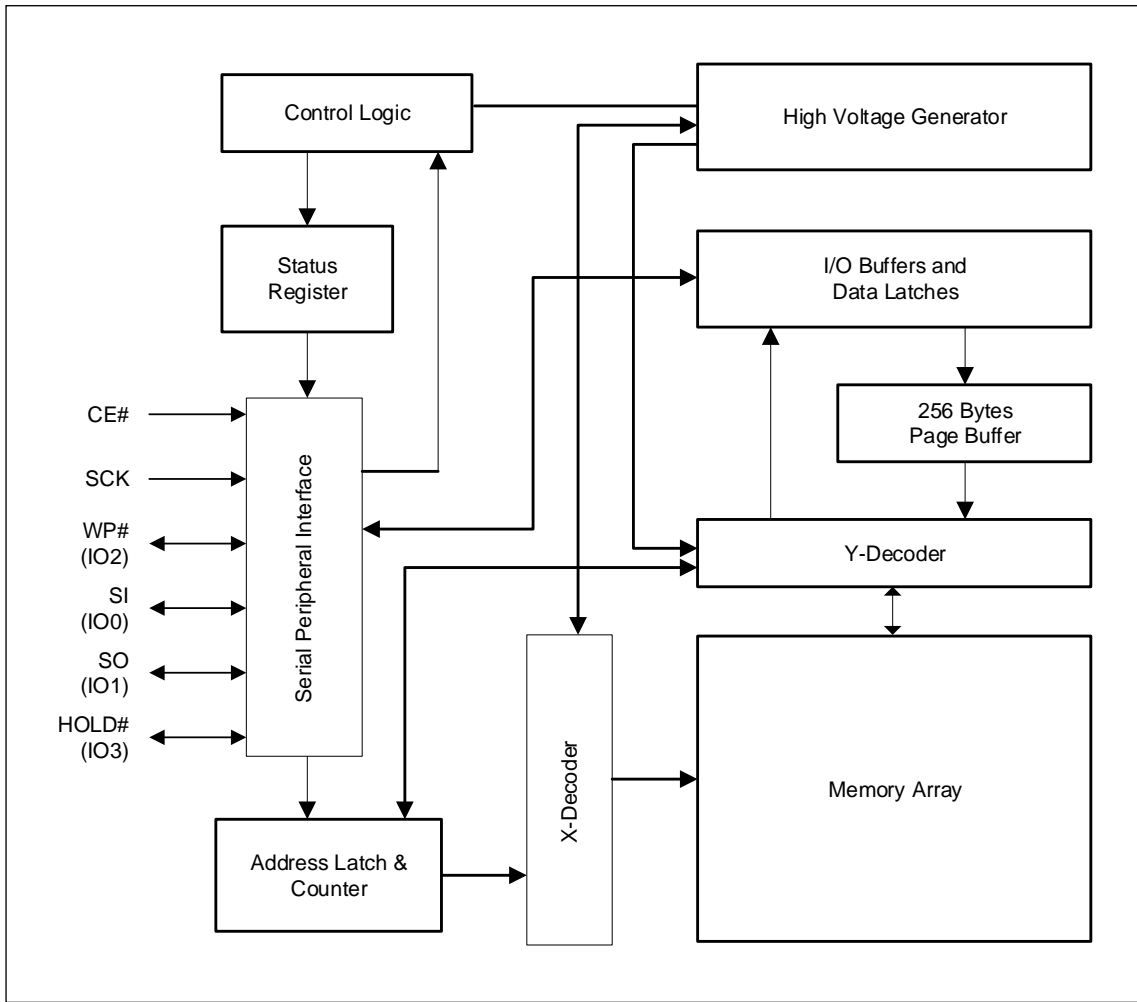 Control Logic
High Voltage Generator
Status
Register
I/O Buffers and
Data Latches
256 Bytes
Page Buffer
CE#
SCK
WP#
(IO2)
SI
(IO0)
SO
(IO1)
HOLD#
(IO3)
Serial Peripheral Interface
Y-Decoder
X-Decoder
Memory Array
Address Latch &
Counter